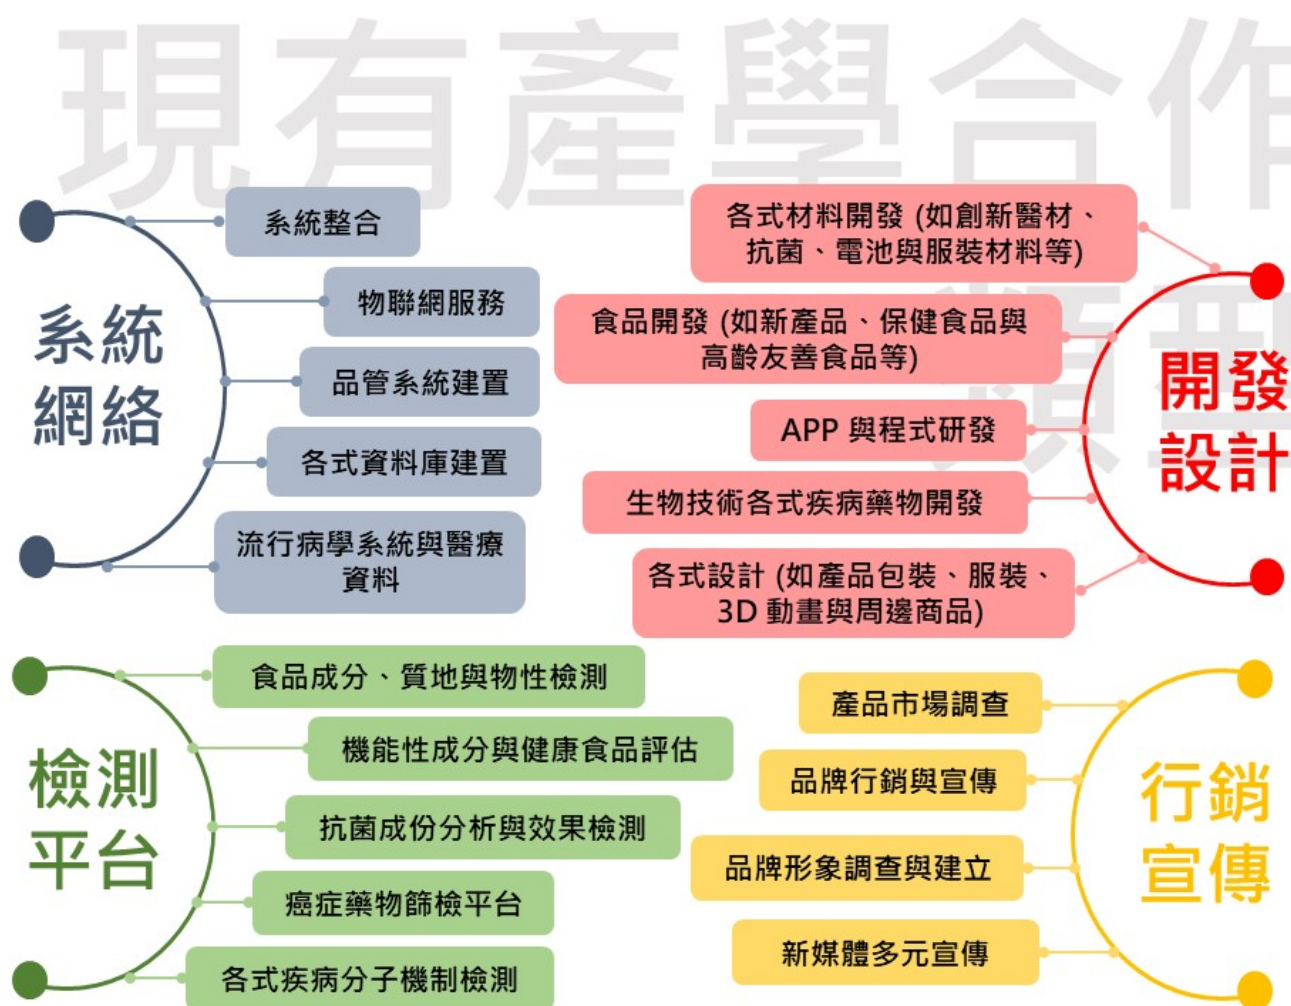 現有產學合作
類型
系統
網絡
系統整合
物聯網服務
品管系統建置
各式資料庫建置
流行病學系統與醫療
資料
開發
設計
各式材料開發 (如創新醫材、
抗菌、電池與服裝材料等)
食品開發 (如新產品、保健食品與
高齡友善食品等)
APP 與程式研發
生物技術各式疾病藥物開發
各式設計 (如產品包裝、服裝、
3D 動畫與周邊商品)
檢測
平台
食品成分、質地與物性檢測
機能性成分與健康食品評估
抗菌成份分析與效果檢測
癌症藥物篩檢平台
各式疾病分子機制檢測
行銷
宣傳
產品市場調查
品牌行銷與宣傳
品牌形象調查與建立
新媒體多元宣傳